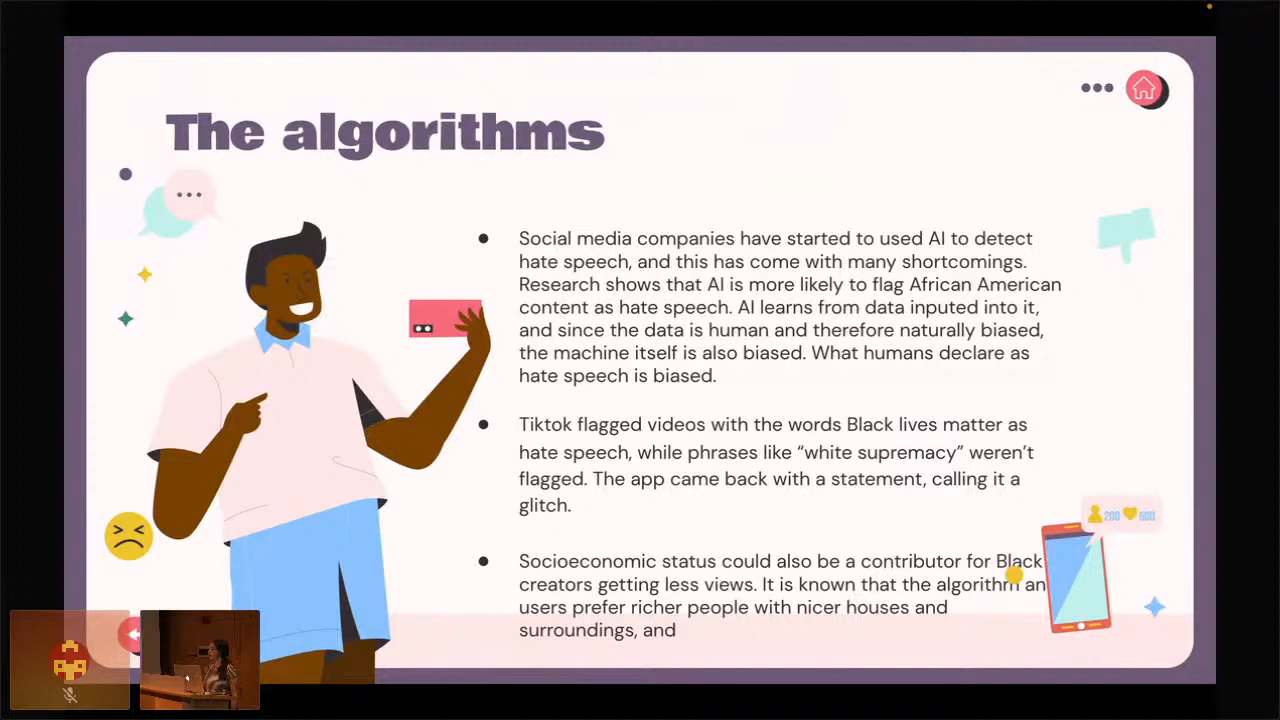 The algorithms
Social media companies have started to used AI to detect
hate speech, and this has come with many shortcomings.
Research shows that AI is more likely to flag African American
content as hate speech. AI learns from data inputed into it,
and since the data is human and therefore naturally biased,
the machine itself is also biased. What humans declare as
hate speech is biased.
Tiktok flagged videos with the words Black lives matter as
hate speech, while phrases like “white supremacy” weren’t
flagged. The app came back with a statement, calling it a
glitch.
Socioeconomic status could also be a contributor for Black
creators getting less views. It is known that the algorithm an
users prefer richer people with nicer houses and
surroundings, and
200 600